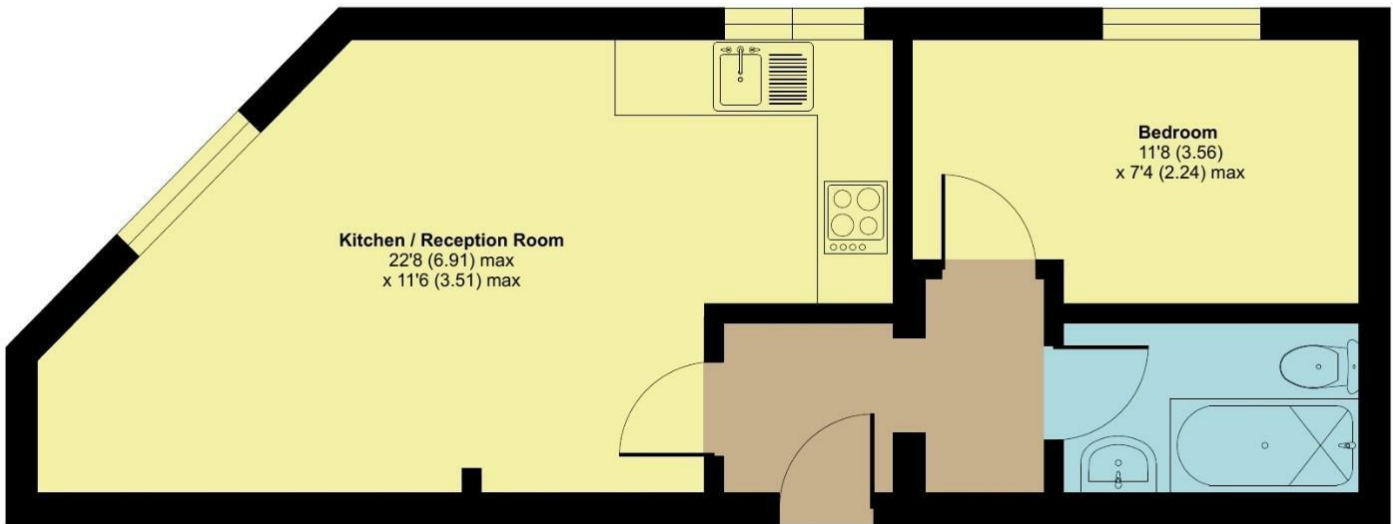 Kitchen / Reception Room
22'8 (6.91) max
x 11'6 (3.51) max
Bedroom
11'8 (3.56)
x 7'4 (2.24) max